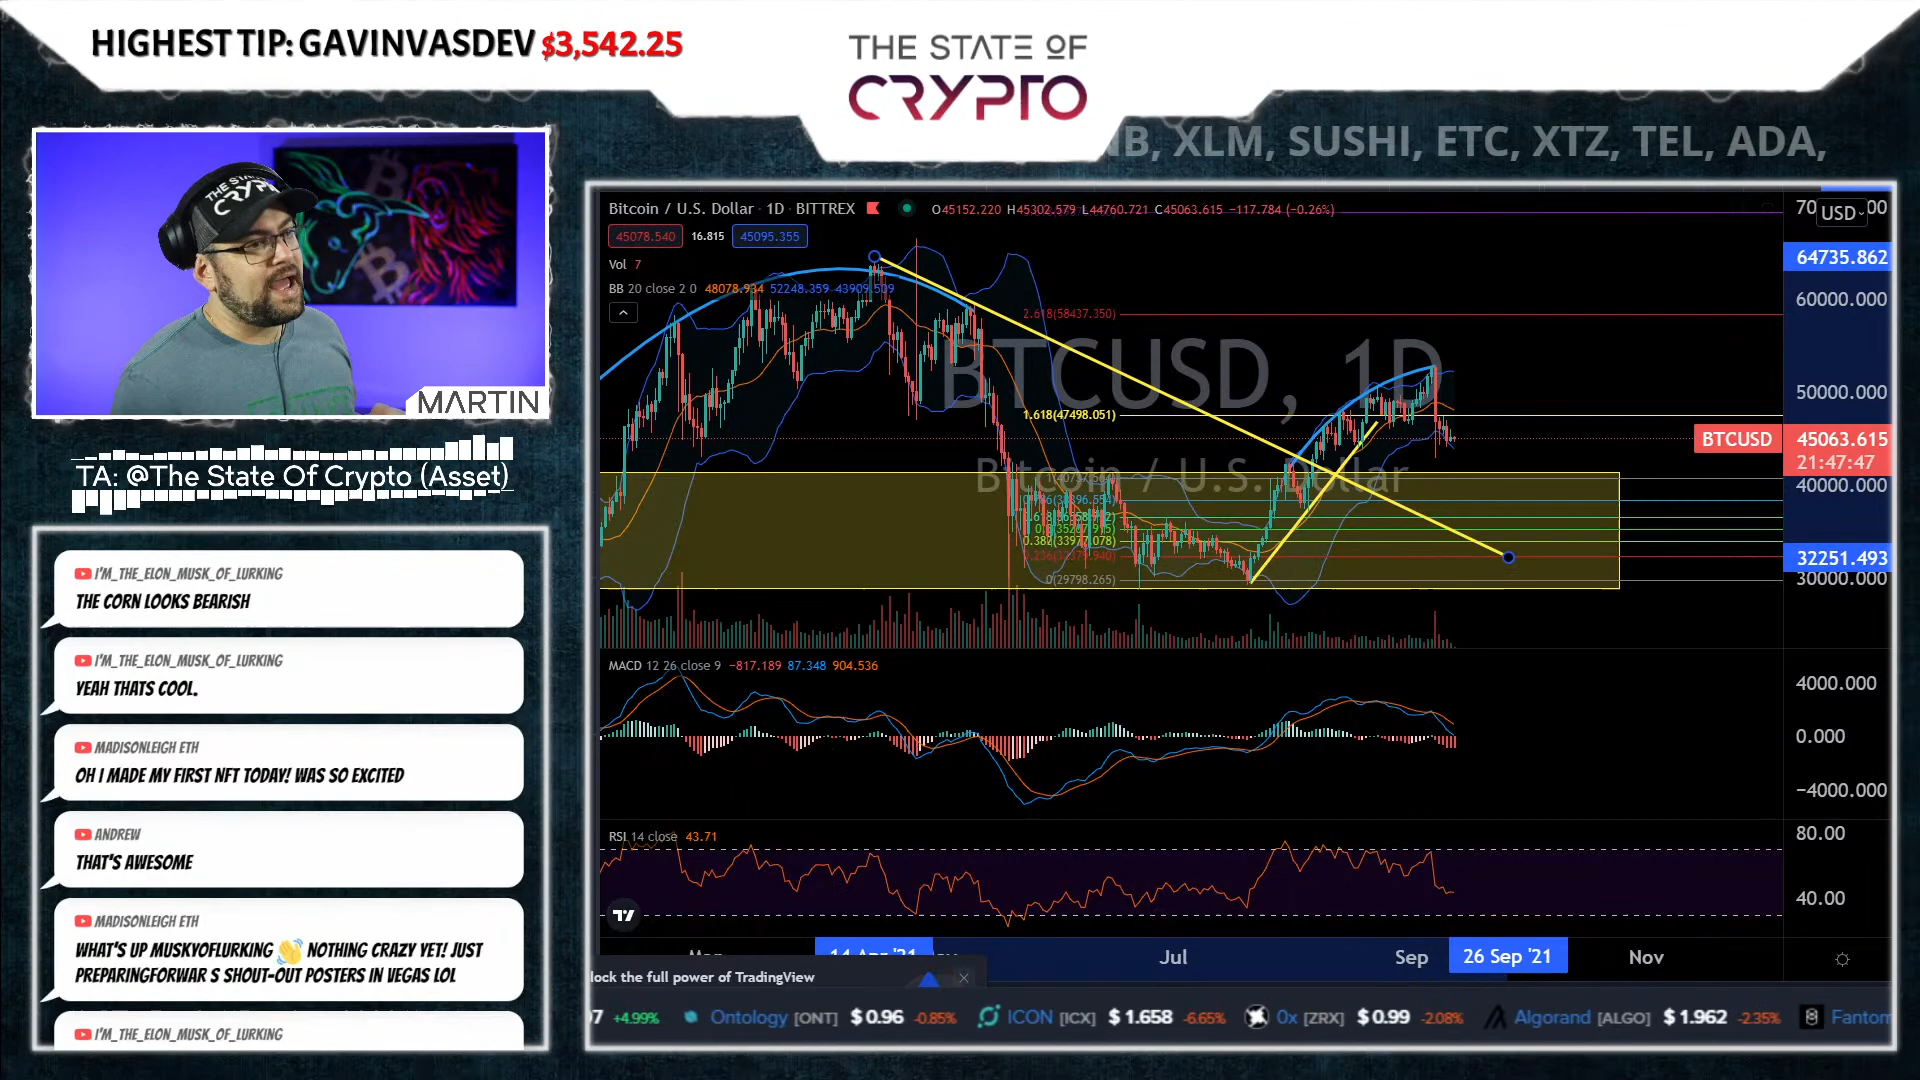 HIGHEST TIP: GAVINVASDEV $3,542.25
THE STATE OF
CRYPTO
XLM, SUSHI, ETC, XTZ, TEL, ADA,
THE STATE
CRYPTO
MARTIN
TA: @The State Of Crypto (Asset)
I'M_THE_ELON_MUSK_OF_LURKING
THE CORN LOOKS BEARISH
I'M_THE_ELON_MUSK_OF_LURKING
YEAH THATS COOL.
MADISONLEIGH ETH
OH I MADE MY FIRST NFT TODAY! WAS SO EXCITED
ANDREW
THAT'S AWESOME
MADISONLEIGH ETH
WHAT'S UP MUSKYOFLURKING 👋 NOTHING CRAZY YET! JUST
PREPARINGFORWAR S SHOUT-OUT POSTERS IN VEGAS LOL
I'M_THE_ELON_MUSK_OF_LURKING
Bitcoin / U.S. Dollar · 1D · BITTREX O45152.220 H45302.579 L44760.721 C45063.615 −117.784 (−0.26%)
45078.540 16.815 45095.355
Vol 7
BB 20 close 2 0 48078.934 52248.359 43909.509
BTCUSD, 1D
Bitcoin / U.S. Dollar
2.618(58437.350)
1.618(47498.051)
0.382(33977.078)
0(29798.265)
USD
64735.862
60000.000
50000.000
BTCUSD 45063.615
21:47:47
40000.000
32251.493
30000.000
MACD 12 26 close 9 −817.189 87.348 904.536
4000.000
0.000
−4000.000
RSI 14 close 43.71
80.00
40.00
14 Apr '21 Jul Sep 26 Sep '21 Nov
lock the full power of TradingView
+4.99% Ontology [ONT] $ 0.96 -0.85% ICON [ICX] $ 1.658 -6.65% 0x [ZRX] $ 0.99 -2.08% Algorand [ALGO] $ 1.962 -2.35% Fantom